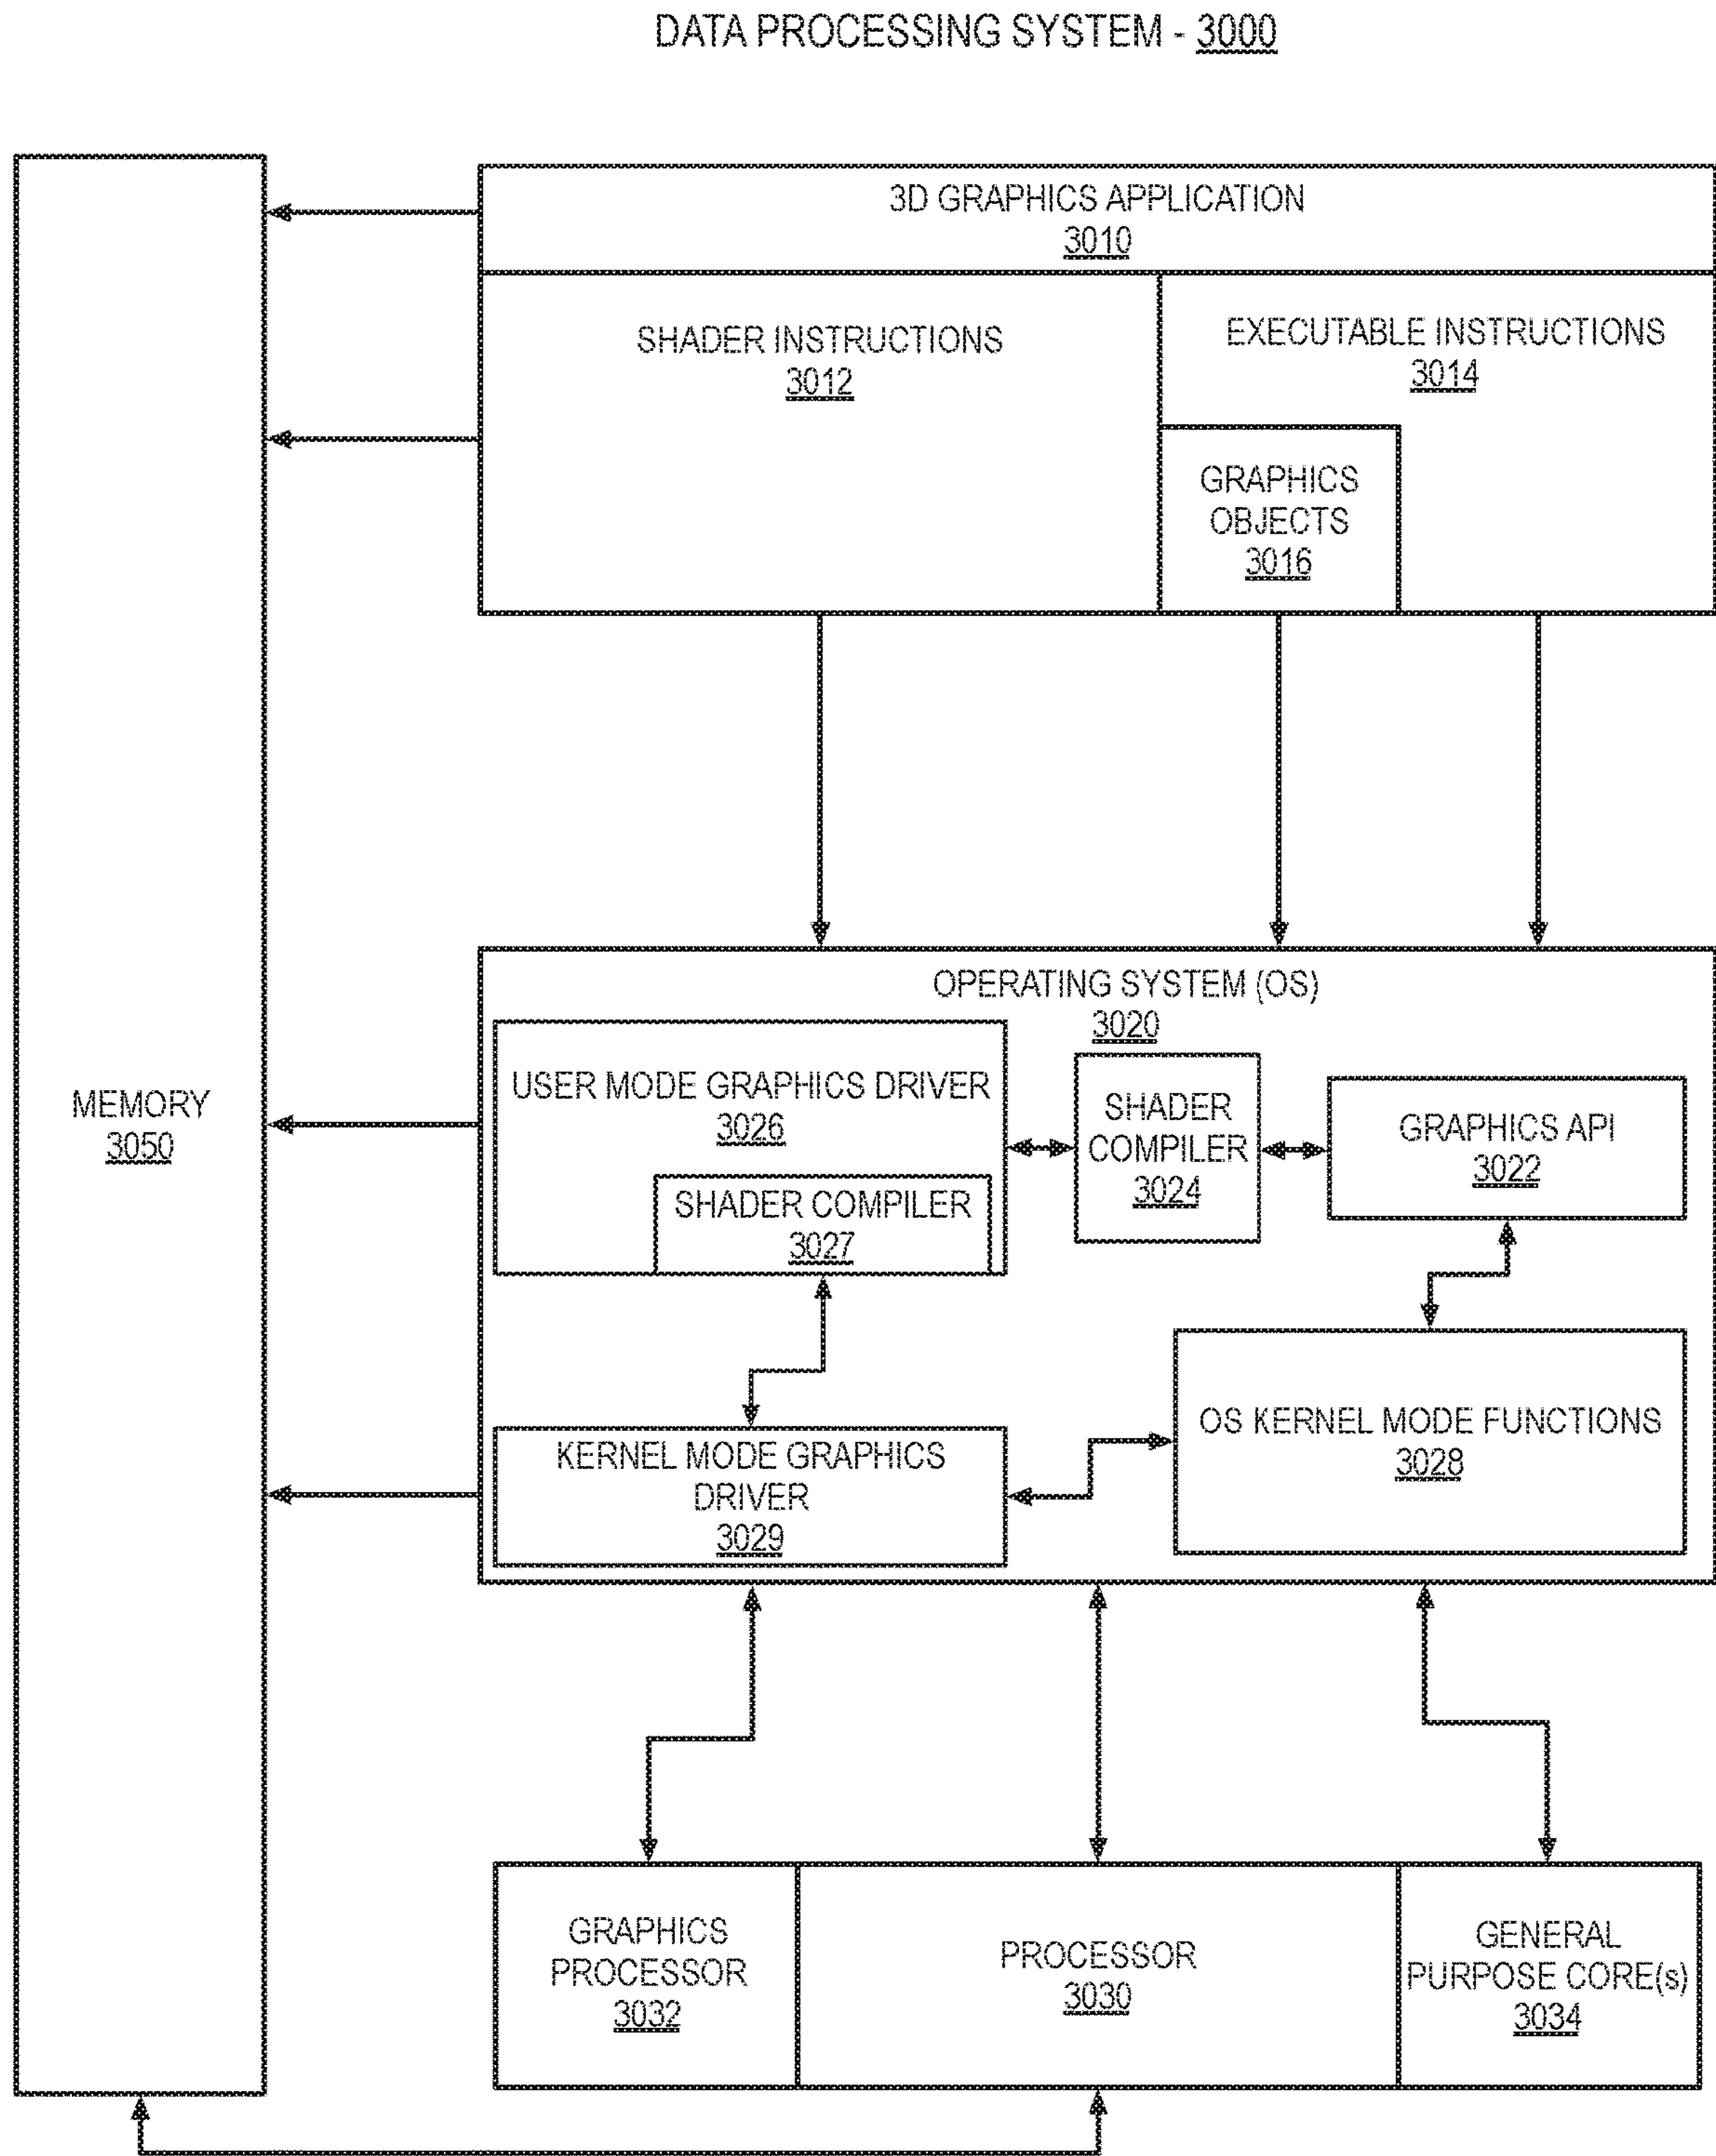 DATA PROCESSING SYSTEM - 3000
3D GRAPHICS APPLICATION
3010
SHADER INSTRUCTIONS
3012
EXECUTABLE INSTRUCTIONS
3014
GRAPHICS
OBJECTS
3016
OPERATING SYSTEM (OS)
3020
USER MODE GRAPHICS DRIVER
3026
SHADER COMPILER
3027
SHADER
COMPILER
3024
GRAPHICS API
3022
MEMORY
3050
KERNEL MODE GRAPHICS
DRIVER
3029
OS KERNEL MODE FUNCTIONS
3028
GRAPHICS
PROCESSOR
3032
PROCESSOR
3030
GENERAL
PURPOSE CORE(s)
3034